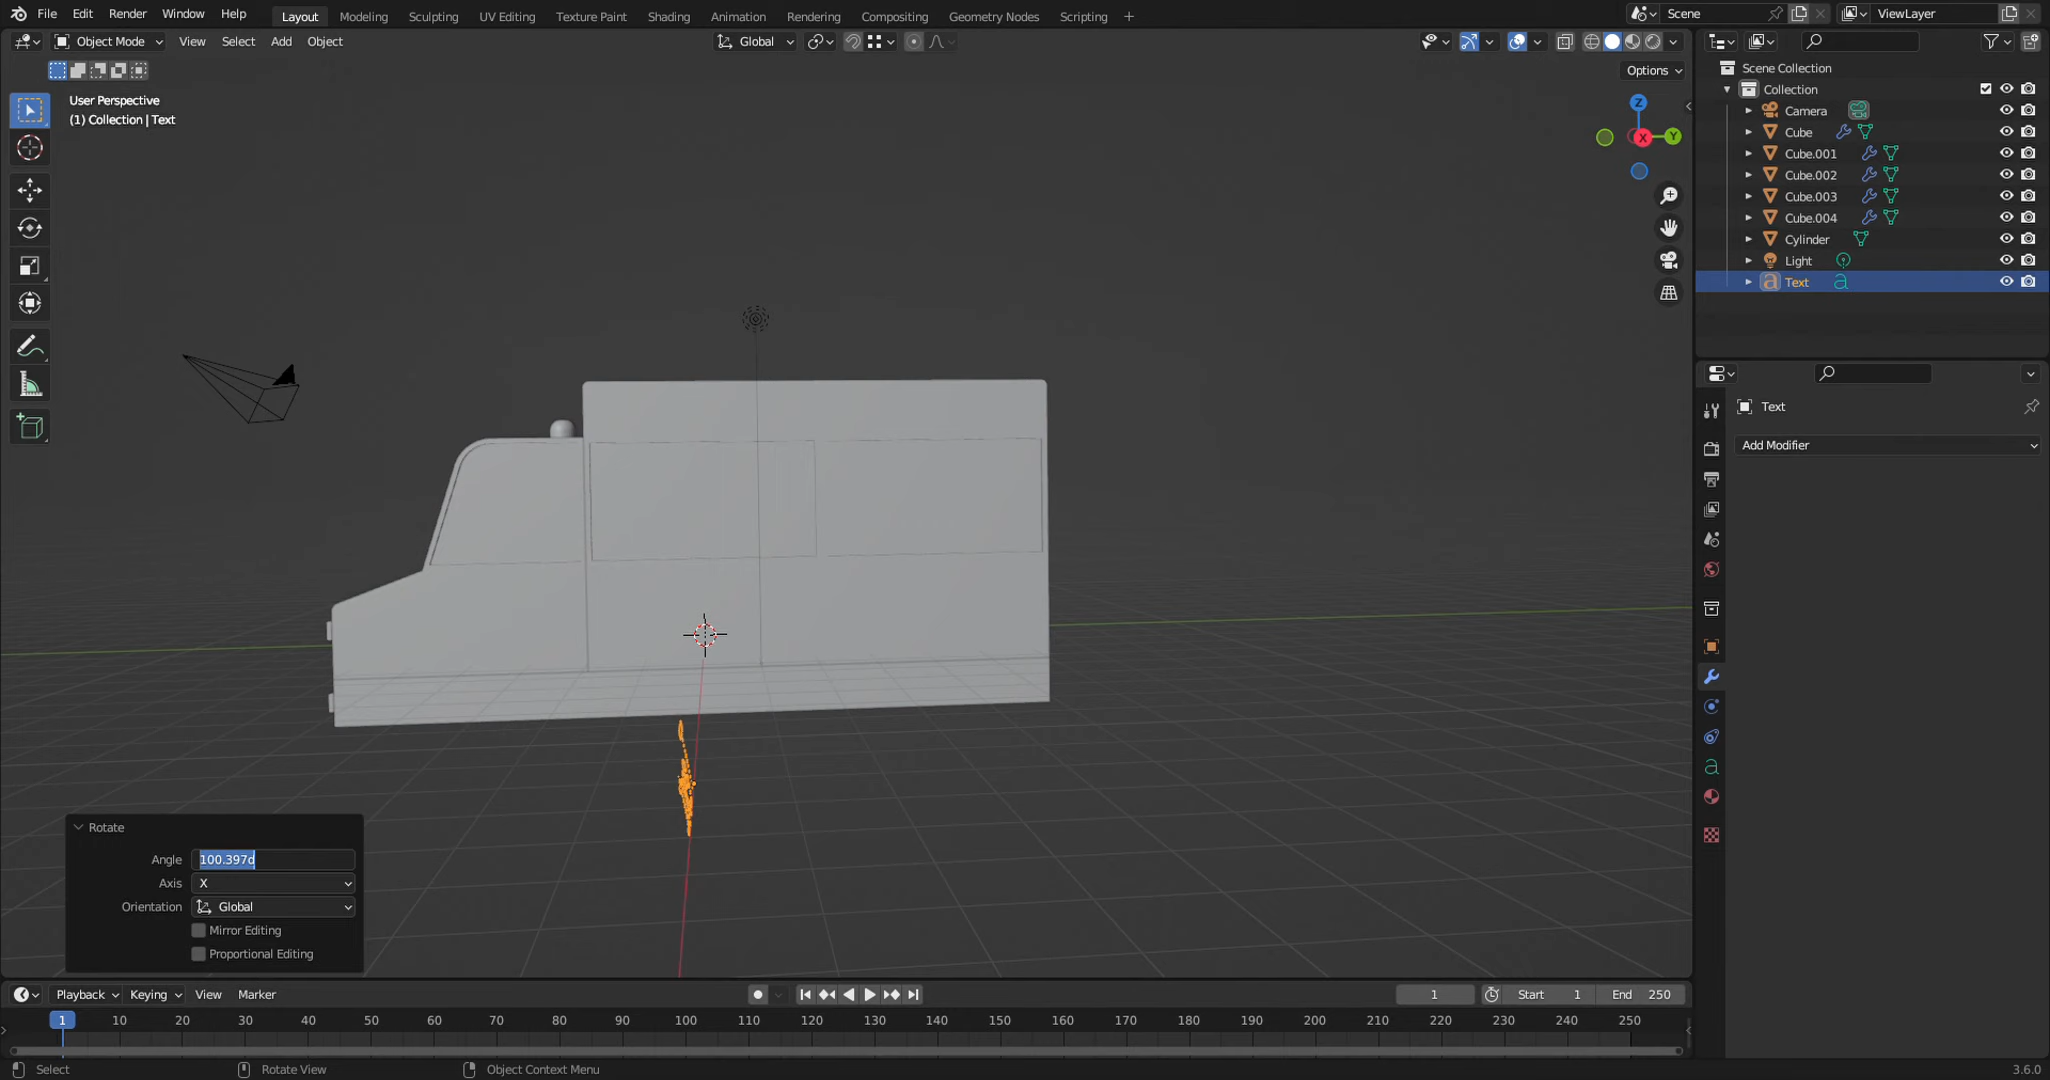 File Edit Render Window Help Layout Modeling Sculpting UV Editing Texture Paint Shading Animation Rendering Compositing Geometry Nodes Scripting + Scene ViewLayer
Object Mode View Select Add Object Global
Options
User Perspective
(1) Collection | Text
Z
X
Y
Scene Collection
Collection
Camera
Cube
Cube.001
Cube.002
Cube.003
Cube.004
Cylinder
Light
Text
Text
Add Modifier
Rotate
Angle 100.397d
Axis X
Orientation Global
Mirror Editing
Proportional Editing
Playback Keying View Marker 1 Start 1 End 250
1 10 20 30 40 50 60 70 80 90 100 110 120 130 140 150 160 170 180 190 200 210 220 230 240 250
Select Rotate View Object Context Menu 3.6.0